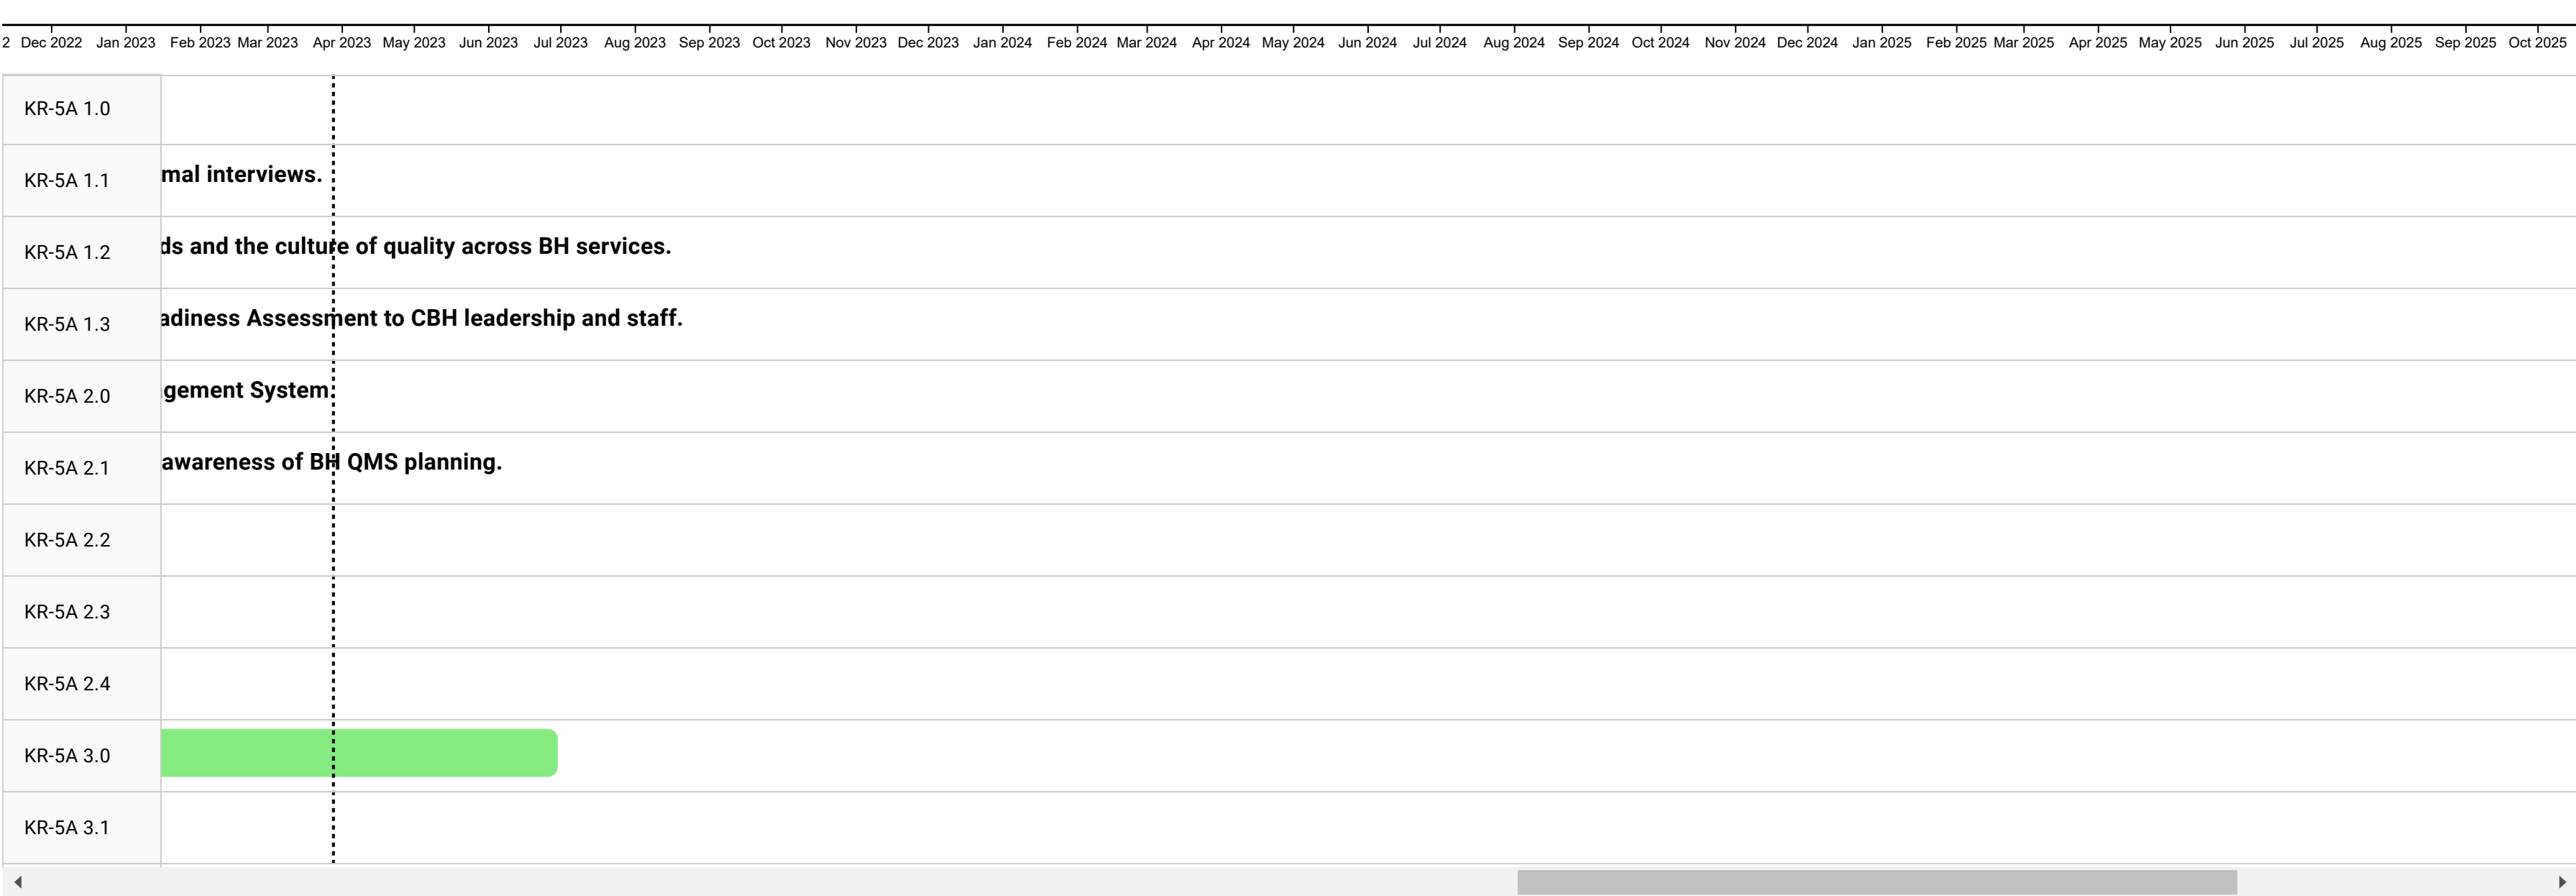 2 Dec 2022 Jan 2023 Feb 2023 Mar 2023 Apr 2023 May 2023 Jun 2023 Jul 2023 Aug 2023 Sep 2023 Oct 2023 Nov 2023 Dec 2023 Jan 2024 Feb 2024 Mar 2024 Apr 2024 May 2024 Jun 2024 Jul 2024 Aug 2024 Sep 2024 Oct 2024 Nov 2024 Dec 2024 Jan 2025 Feb 2025 Mar 2025 Apr 2025 May 2025 Jun 2025 Jul 2025 Aug 2025 Sep 2025 Oct 2025
KR-5A 1.0
KR-5A 1.1 mal interviews.
KR-5A 1.2 ds and the culture of quality across BH services.
KR-5A 1.3 adiness Assessment to CBH leadership and staff.
KR-5A 2.0 gement System.
KR-5A 2.1 awareness of BH QMS planning.
KR-5A 2.2
KR-5A 2.3
KR-5A 2.4
KR-5A 3.0
KR-5A 3.1